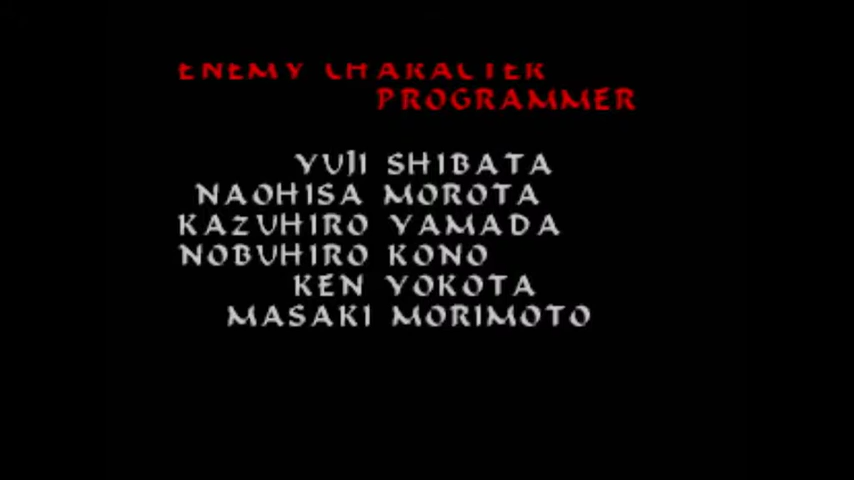 ENEMY CHARACTER
PROGRAMMER
YUJI SHIBATA
NAOHISA MOROTA
KAZUHIRO YAMADA
NOBUHIRO KONO
KEN YOKOTA
MASAKI MORIMOTO